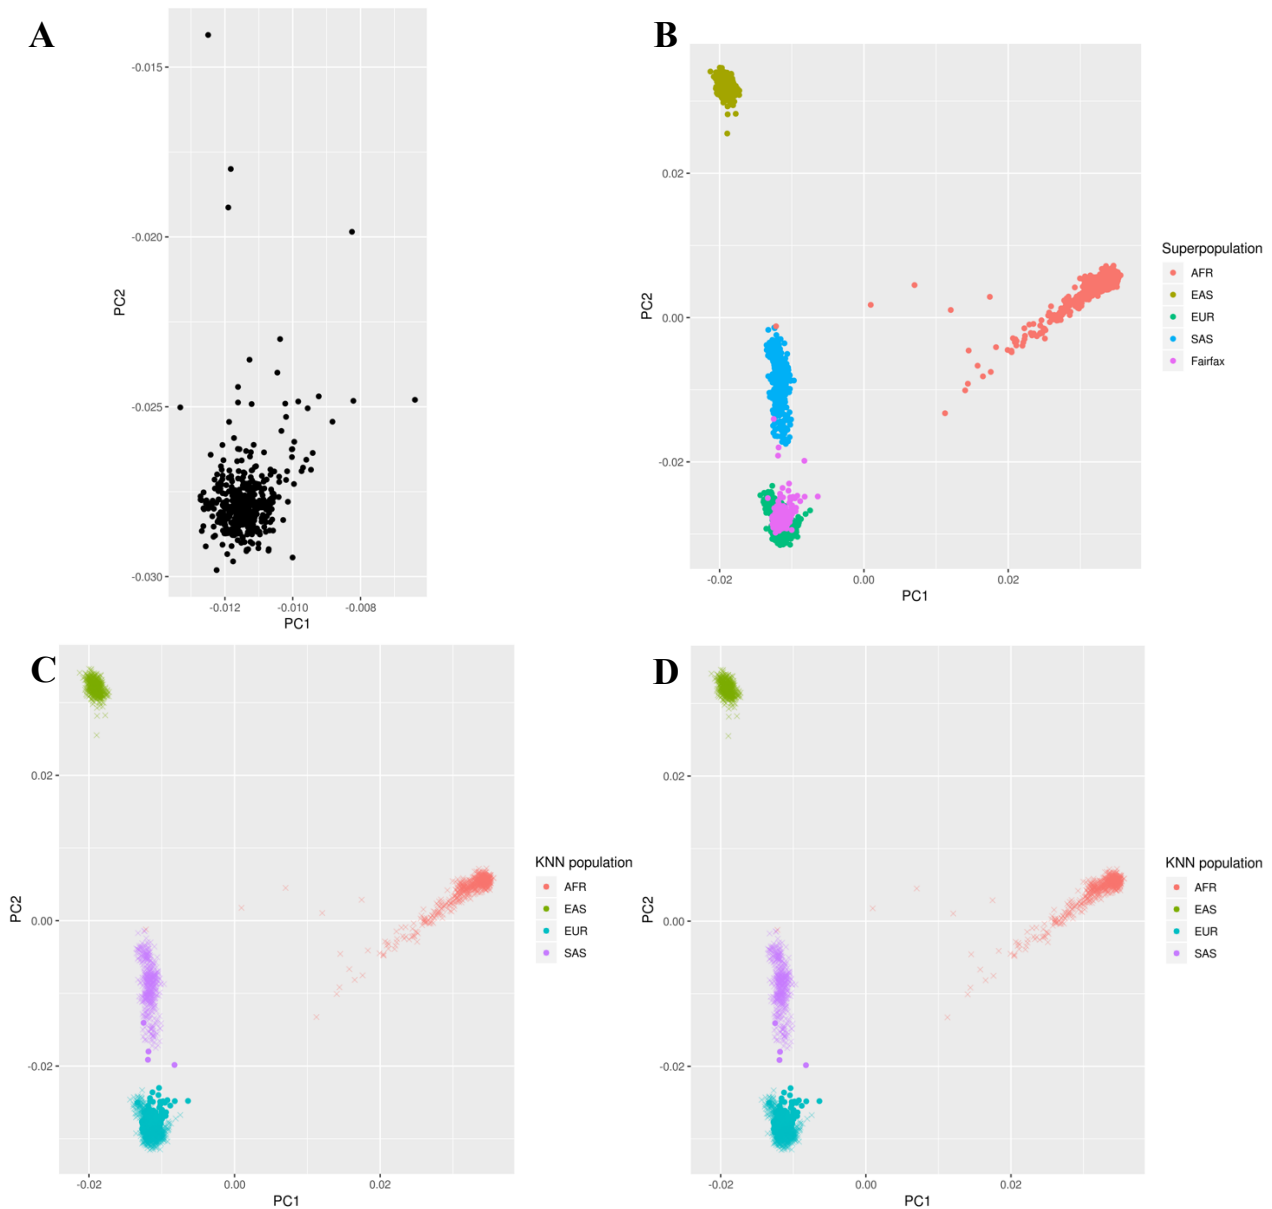 A
-0.015
-0.020
-0.025
-0.030
PC2
-0.012 -0.010 -0.008
PC1
B
0.02
0.00
-0.02
PC2
-0.02 0.00 0.02
PC1
Superpopulation
AFR
EAS
EUR
SAS
Fairfax
C
0.02
0.00
-0.02
PC2
-0.02 0.00 0.02
PC1
KNN population
AFR
EAS
EUR
SAS
D
0.02
0.00
-0.02
PC2
-0.02 0.00 0.02
PC1
KNN population
AFR
EAS
EUR
SAS